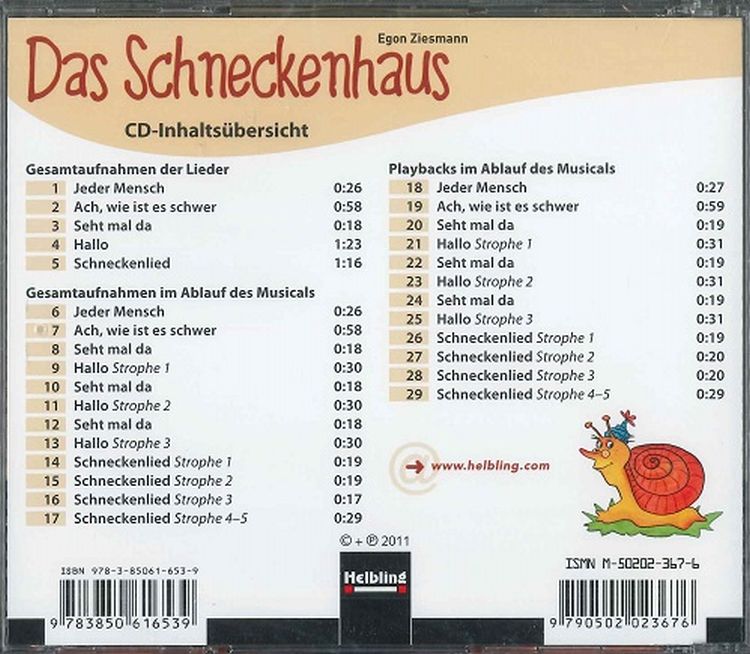 Egon Ziesmann
Das Schneckenhaus
CD-Inhaltsübersicht
Gesamtaufnahmen der Lieder
1 Jeder Mensch 0:26
2 Ach, wie ist es schwer 0:58
3 Seht mal da 0:18
4 Hallo 1:23
5 Schneckenlied 1:16
Gesamtaufnahmen im Ablauf des Musicals
6 Jeder Mensch 0:26
7 Ach, wie ist es schwer 0:58
8 Seht mal da 0:18
9 Hallo Strophe 1 0:30
10 Seht mal da 0:18
11 Hallo Strophe 2 0:30
12 Seht mal da 0:18
13 Hallo Strophe 3 0:30
14 Schneckenlied Strophe 1 0:19
15 Schneckenlied Strophe 2 0:19
16 Schneckenlied Strophe 3 0:17
17 Schneckenlied Strophe 4–5 0:29
Playbacks im Ablauf des Musicals
18 Jeder Mensch 0:27
19 Ach, wie ist es schwer 0:59
20 Seht mal da 0:19
21 Hallo Strophe 1 0:31
22 Seht mal da 0:19
23 Hallo Strophe 2 0:31
24 Seht mal da 0:19
25 Hallo Strophe 3 0:31
26 Schneckenlied Strophe 1 0:19
27 Schneckenlied Strophe 2 0:20
28 Schneckenlied Strophe 3 0:20
29 Schneckenlied Strophe 4–5 0:29
@ → www.helbling.com
© + ℗ 2011
Helbling
ISBN 978-3-85061-653-9
9 783850 616539
ISMN M-50202-367-6
9 790502 023676